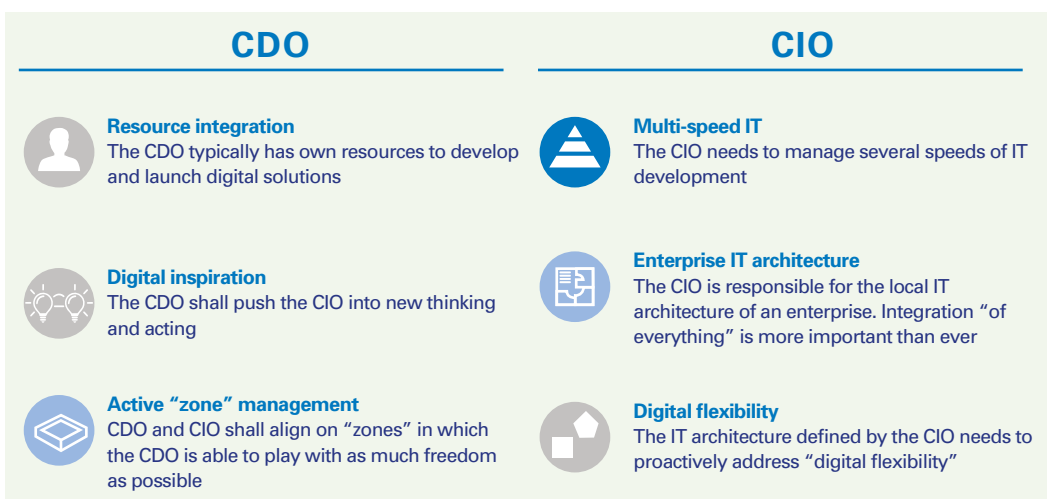 CDO
Resource integration
The CDO typically has own resources to develop
and launch digital solutions
Digital inspiration
The CDO shall push the CIO into new thinking
and acting
Active “zone” management
CDO and CIO shall align on “zones” in which
the CDO is able to play with as much freedom
as possible
CIO
Multi-speed IT
The CIO needs to manage several speeds of IT
development
Enterprise IT architecture
The CIO is responsible for the local IT
architecture of an enterprise. Integration “of
everything” is more important than ever
Digital flexibility
The IT architecture defined by the CIO needs to
proactively address “digital flexibility”